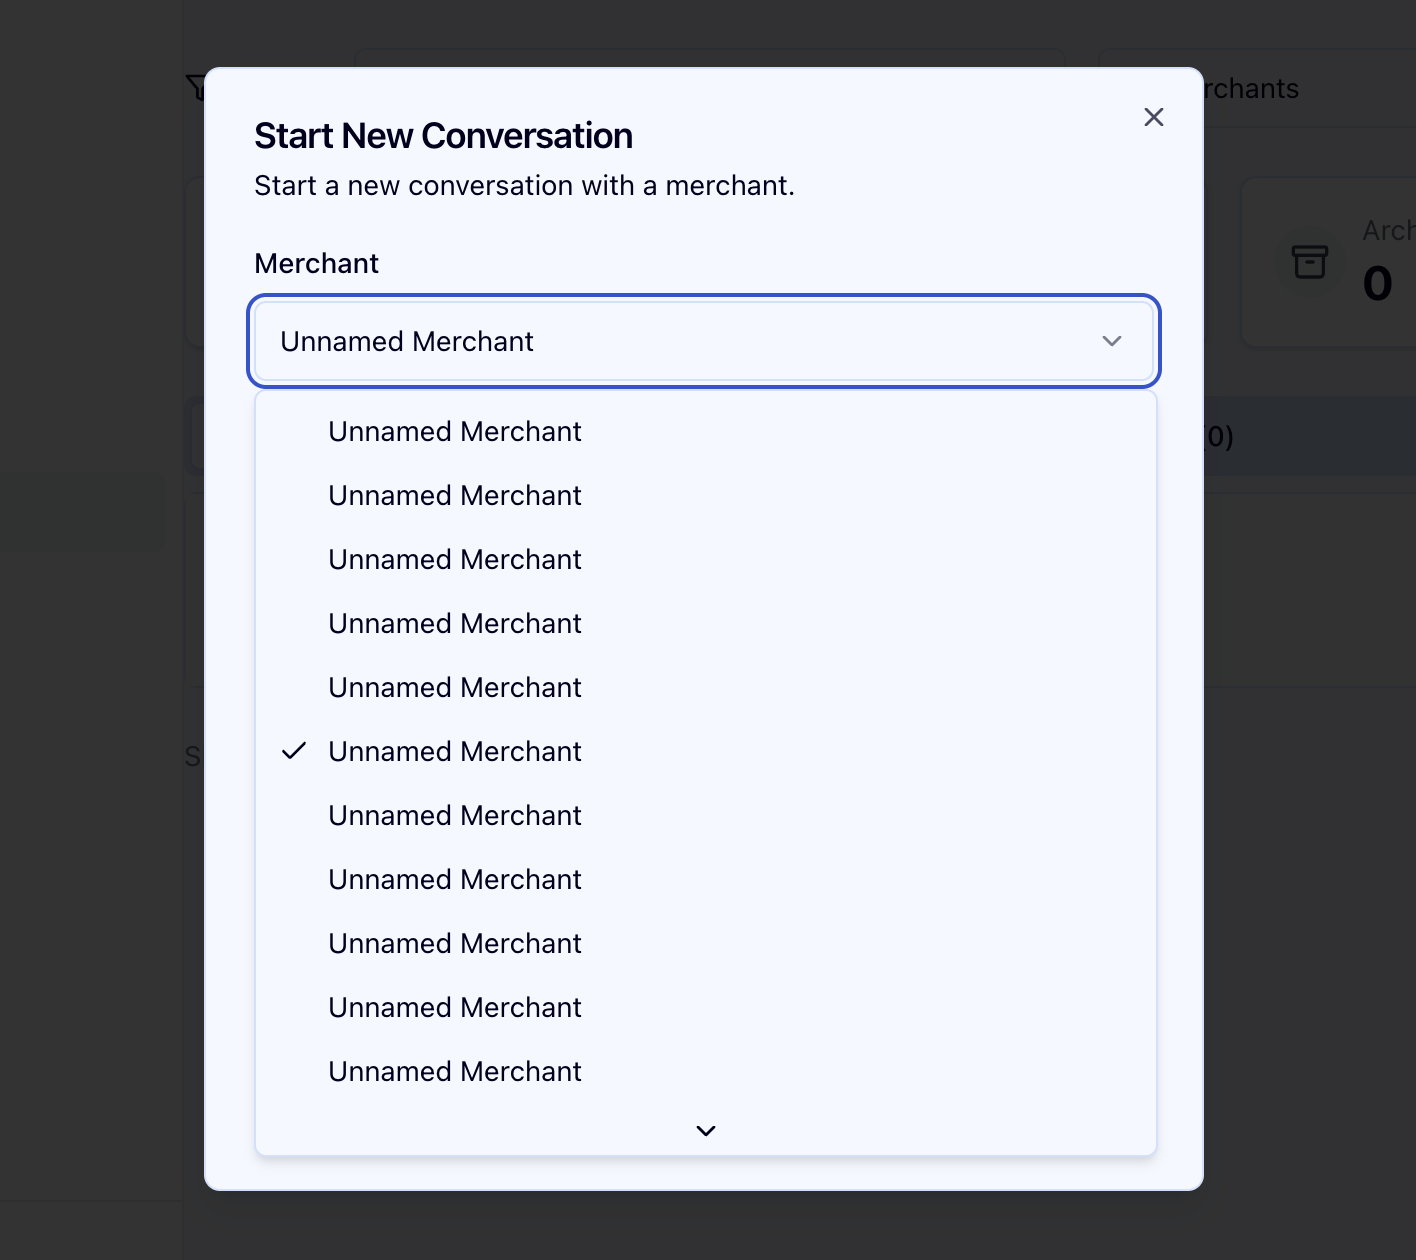 Start New Conversation
Start a new conversation with a merchant.
Merchant
Unnamed Merchant
Unnamed Merchant
Unnamed Merchant
Unnamed Merchant
Unnamed Merchant
Unnamed Merchant
Unnamed Merchant
Unnamed Merchant
Unnamed Merchant
Unnamed Merchant
Unnamed Merchant
Unnamed Merchant
rchants
Arch
0
(0)
S